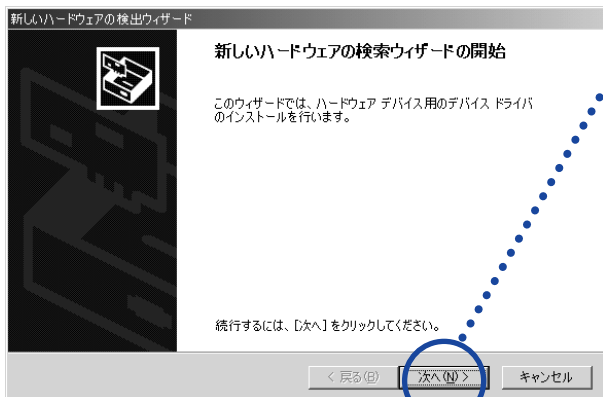 新しいハードウェアの検出ウィザード
新しいハードウェアの検索ウィザードの開始
このウィザードでは、ハードウェア デバイス用のデバイス ドライバ
のインストールを行います。
続行するには、[次へ] をクリックしてください。
< 戻る(B)
次へ(N) >
キャンセル